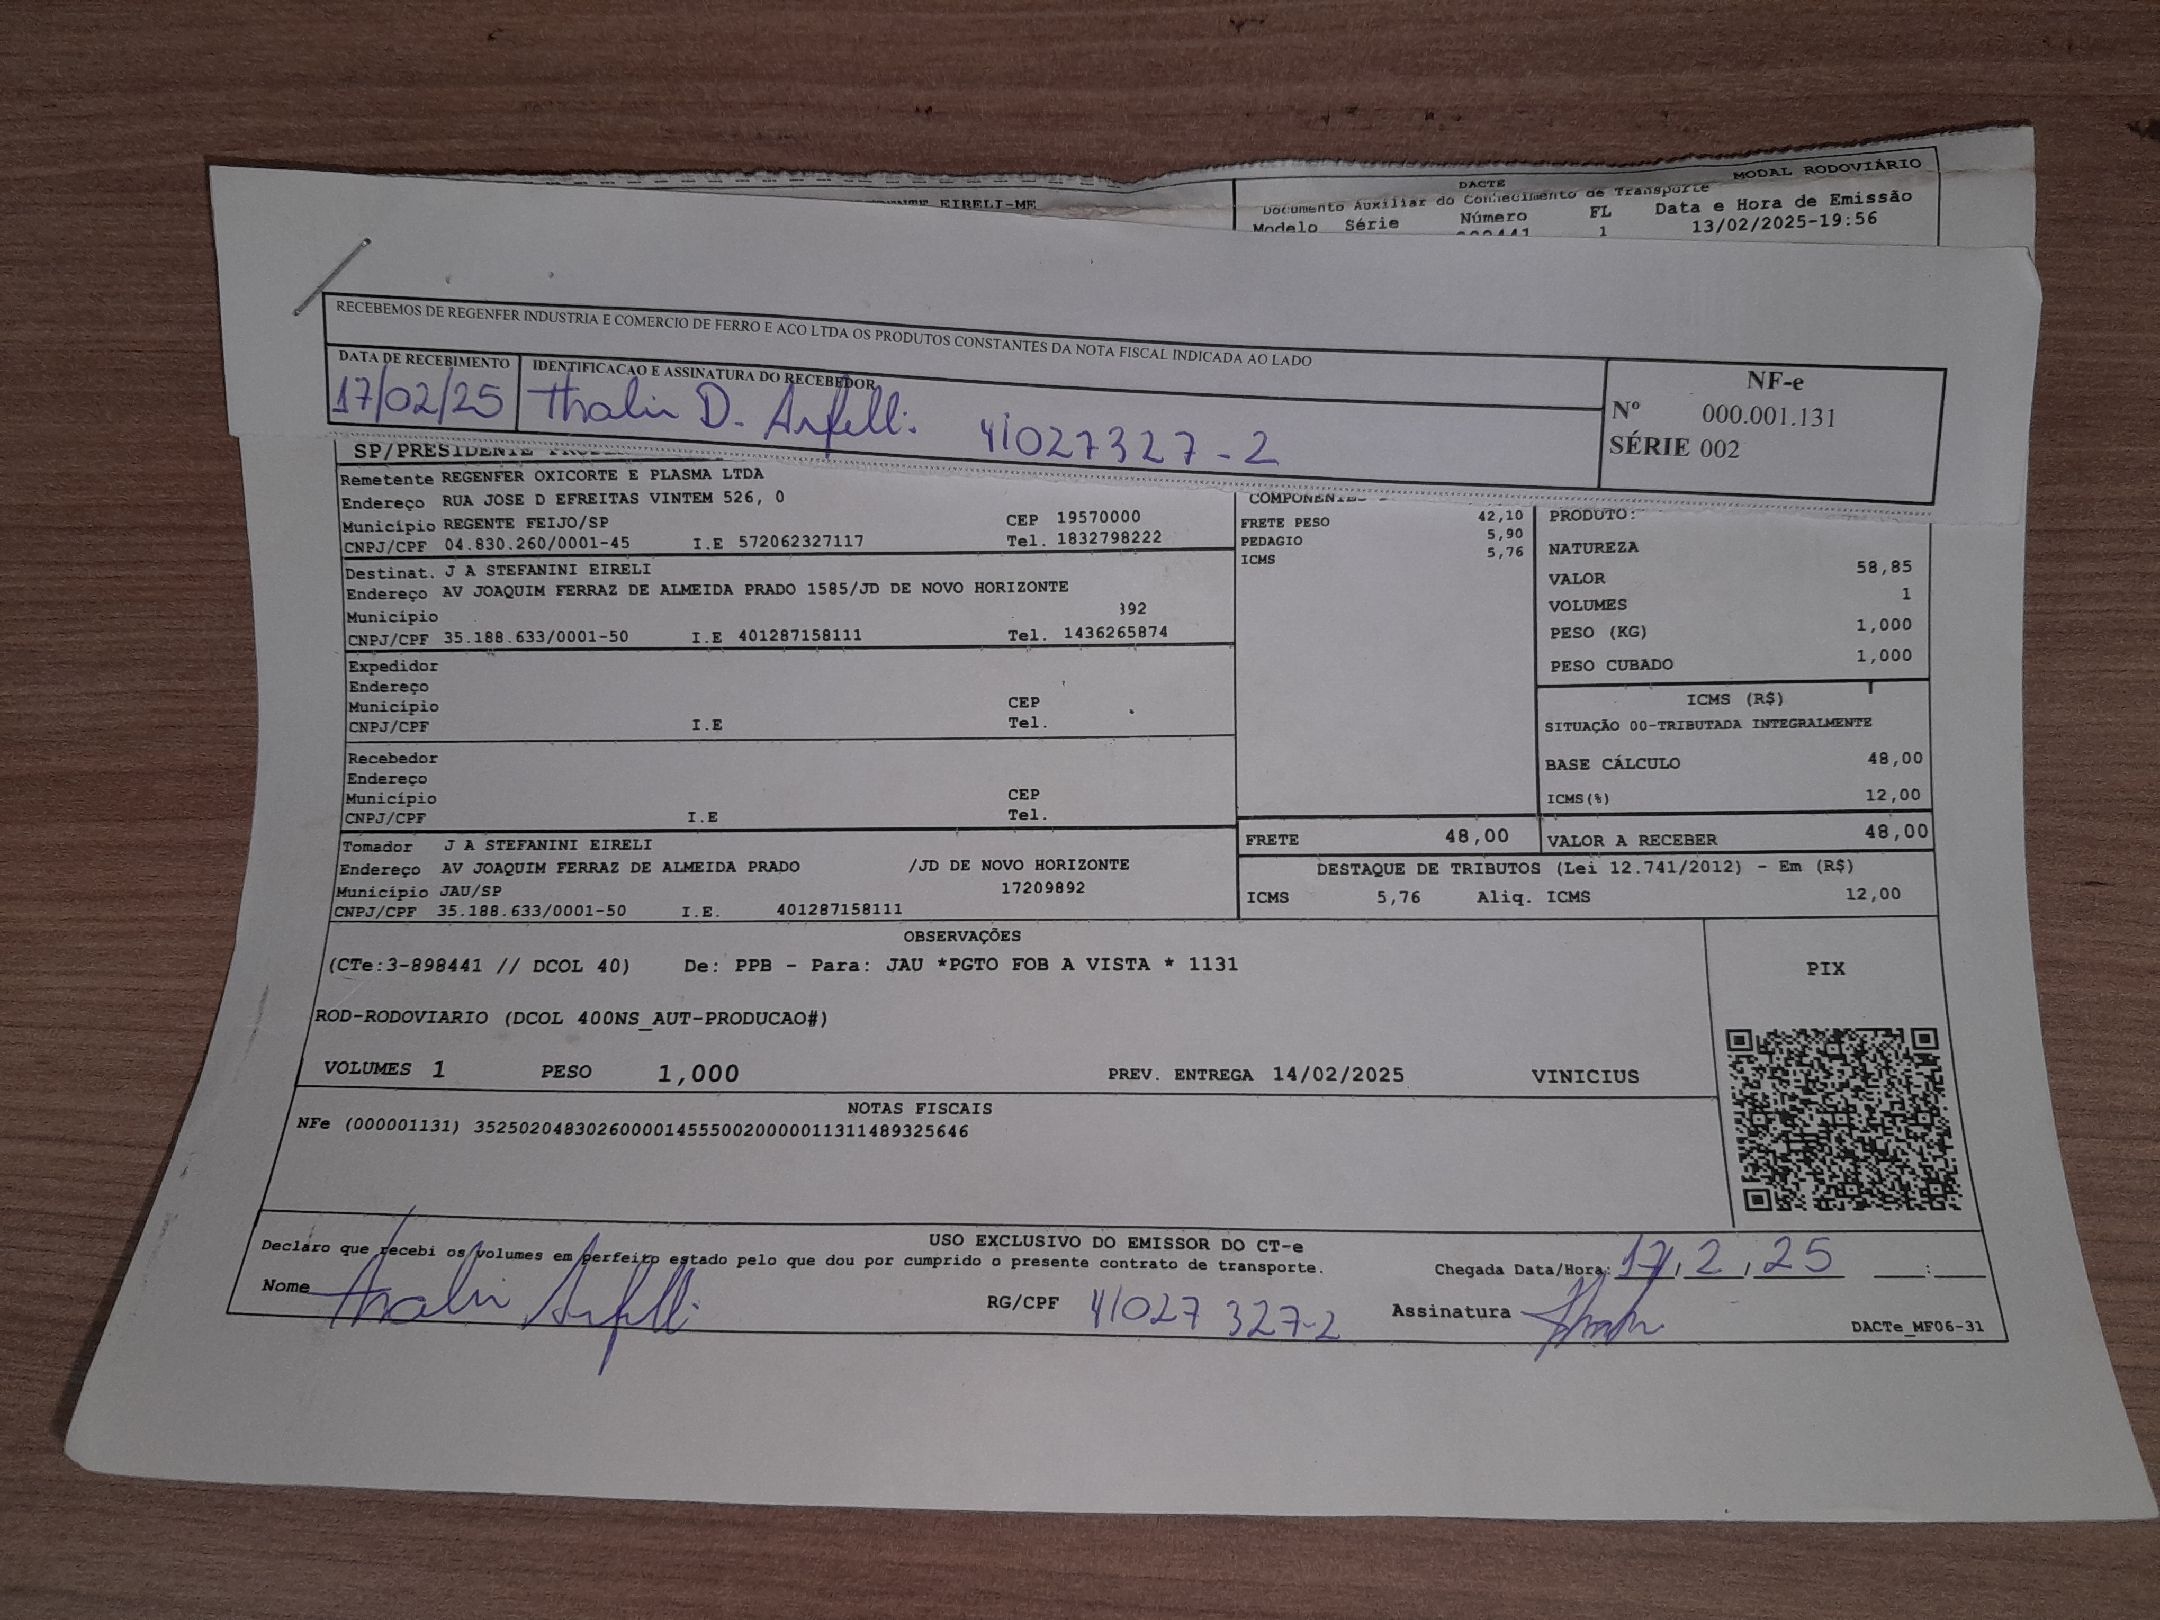 EIRELI-ME
DACTE
MODAL RODOVIÁRIO
Documento Auxiliar do Conhecimento de Transporte
Modelo Série Número FL Data e Hora de Emissão
1 13/02/2025-19:56
RECEBEMOS DE REGENFER INDUSTRIA E COMERCIO DE FERRO E ACO LTDA OS PRODUTOS CONSTANTES DA NOTA FISCAL INDICADA AO LADO
DATA DE RECEBIMENTO IDENTIFICACAO E ASSINATURA DO RECEBEDOR
17/02/25 Thalia D. 41027327-2
NF-e
Nº 000.001.131
SÉRIE 002
SP/PRESIDENTE
Remetente REGENFER OXICORTE E PLASMA LTDA
Endereço RUA JOSE D EFREITAS VINTEM 526, 0
Município REGENTE FEIJO/SP CEP 19570000
CNPJ/CPF 04.830.260/0001-45 I.E 572062327117 Tel. 1832798222
Destinat. J A STEFANINI EIRELI
Endereço AV JOAQUIM FERRAZ DE ALMEIDA PRADO 1585/JD DE NOVO HORIZONTE
Município 892
CNPJ/CPF 35.188.633/0001-50 I.E 401287158111 Tel. 1436265874
Expedidor
Endereço
Município CEP
CNPJ/CPF I.E Tel.
Recebedor
Endereço
Município CEP
CNPJ/CPF I.E Tel.
Tomador J A STEFANINI EIRELI
Endereço AV JOAQUIM FERRAZ DE ALMEIDA PRADO /JD DE NOVO HORIZONTE
Município JAU/SP 17209892
CNPJ/CPF 35.188.633/0001-50 I.E. 401287158111
FRETE PESO 42,10
PEDAGIO 5,90
ICMS 5,76
FRETE 48,00
PRODUTO:
NATUREZA
VALOR 58,85
VOLUMES 1
PESO (KG) 1,000
PESO CUBADO 1,000
ICMS (R$)
SITUAÇÃO 00-TRIBUTADA INTEGRALMENTE
BASE CÁLCULO 48,00
ICMS(%) 12,00
VALOR A RECEBER 48,00
DESTAQUE DE TRIBUTOS (Lei 12.741/2012) - Em (R$)
ICMS 5,76 Aliq. ICMS 12,00
OBSERVAÇÕES
(CTe:3-898441 // DCOL 40) De: PPB - Para: JAU *PGTO FOB A VISTA * 1131
ROD-RODOVIARIO (DCOL 400NS_AUT-PRODUCAO#)
VOLUMES 1 PESO 1,000 PREV. ENTREGA 14/02/2025 VINICIUS
PIX
NOTAS FISCAIS
NFe (000001131) 35250204830260000145550020000011311489325646
USO EXCLUSIVO DO EMISSOR DO CT-e
Declaro que recebi os volumes em perfeito estado pelo que dou por cumprido o presente contrato de transporte.
Chegada Data/Hora: 17,2,25 :
Nome Thalia RG/CPF 41027 327-2 Assinatura
DACTe_MF06-31